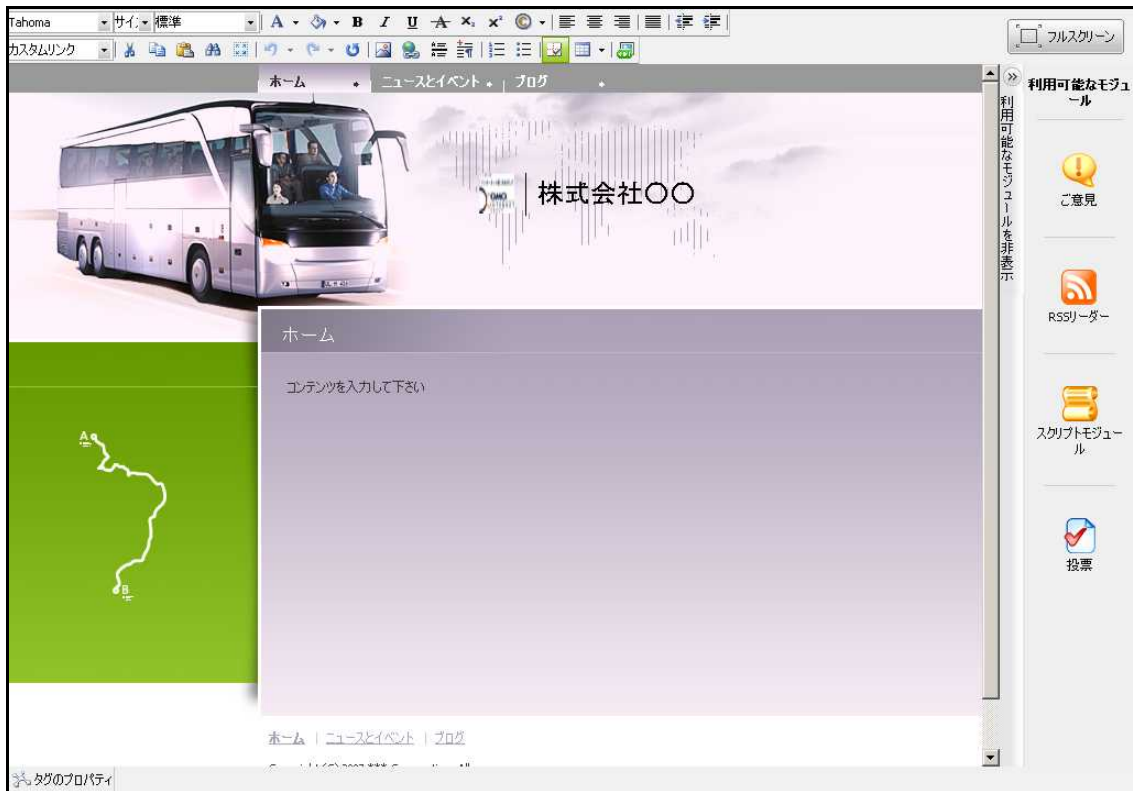 Tahoma サイズ 標準 A B I U A X₂ x² ©
フルスクリーン
カスタムリンク
ホーム ニュースとイベント ブログ
利用可能なモジュールを非表示
利用可能なモジュ
ール
ご意見
GMO 株式会社〇〇
RSSリーダー
ホーム
コンテンツを入力して下さい
スクリプトモジュー
ル
A
B
投票
ホーム | ニュースとイベント | ブログ
タグのプロパティ